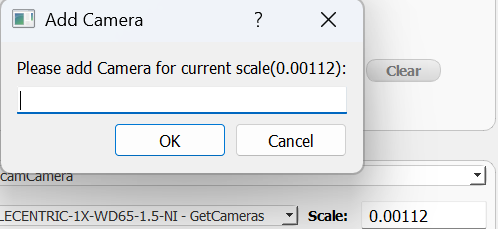 Add Camera
?
Please add Camera for current scale(0.00112):
Clear
OK
Cancel
camCamera
LECENTRIC-1X-WD65-1.5-NI - GetCameras
Scale:
0.00112